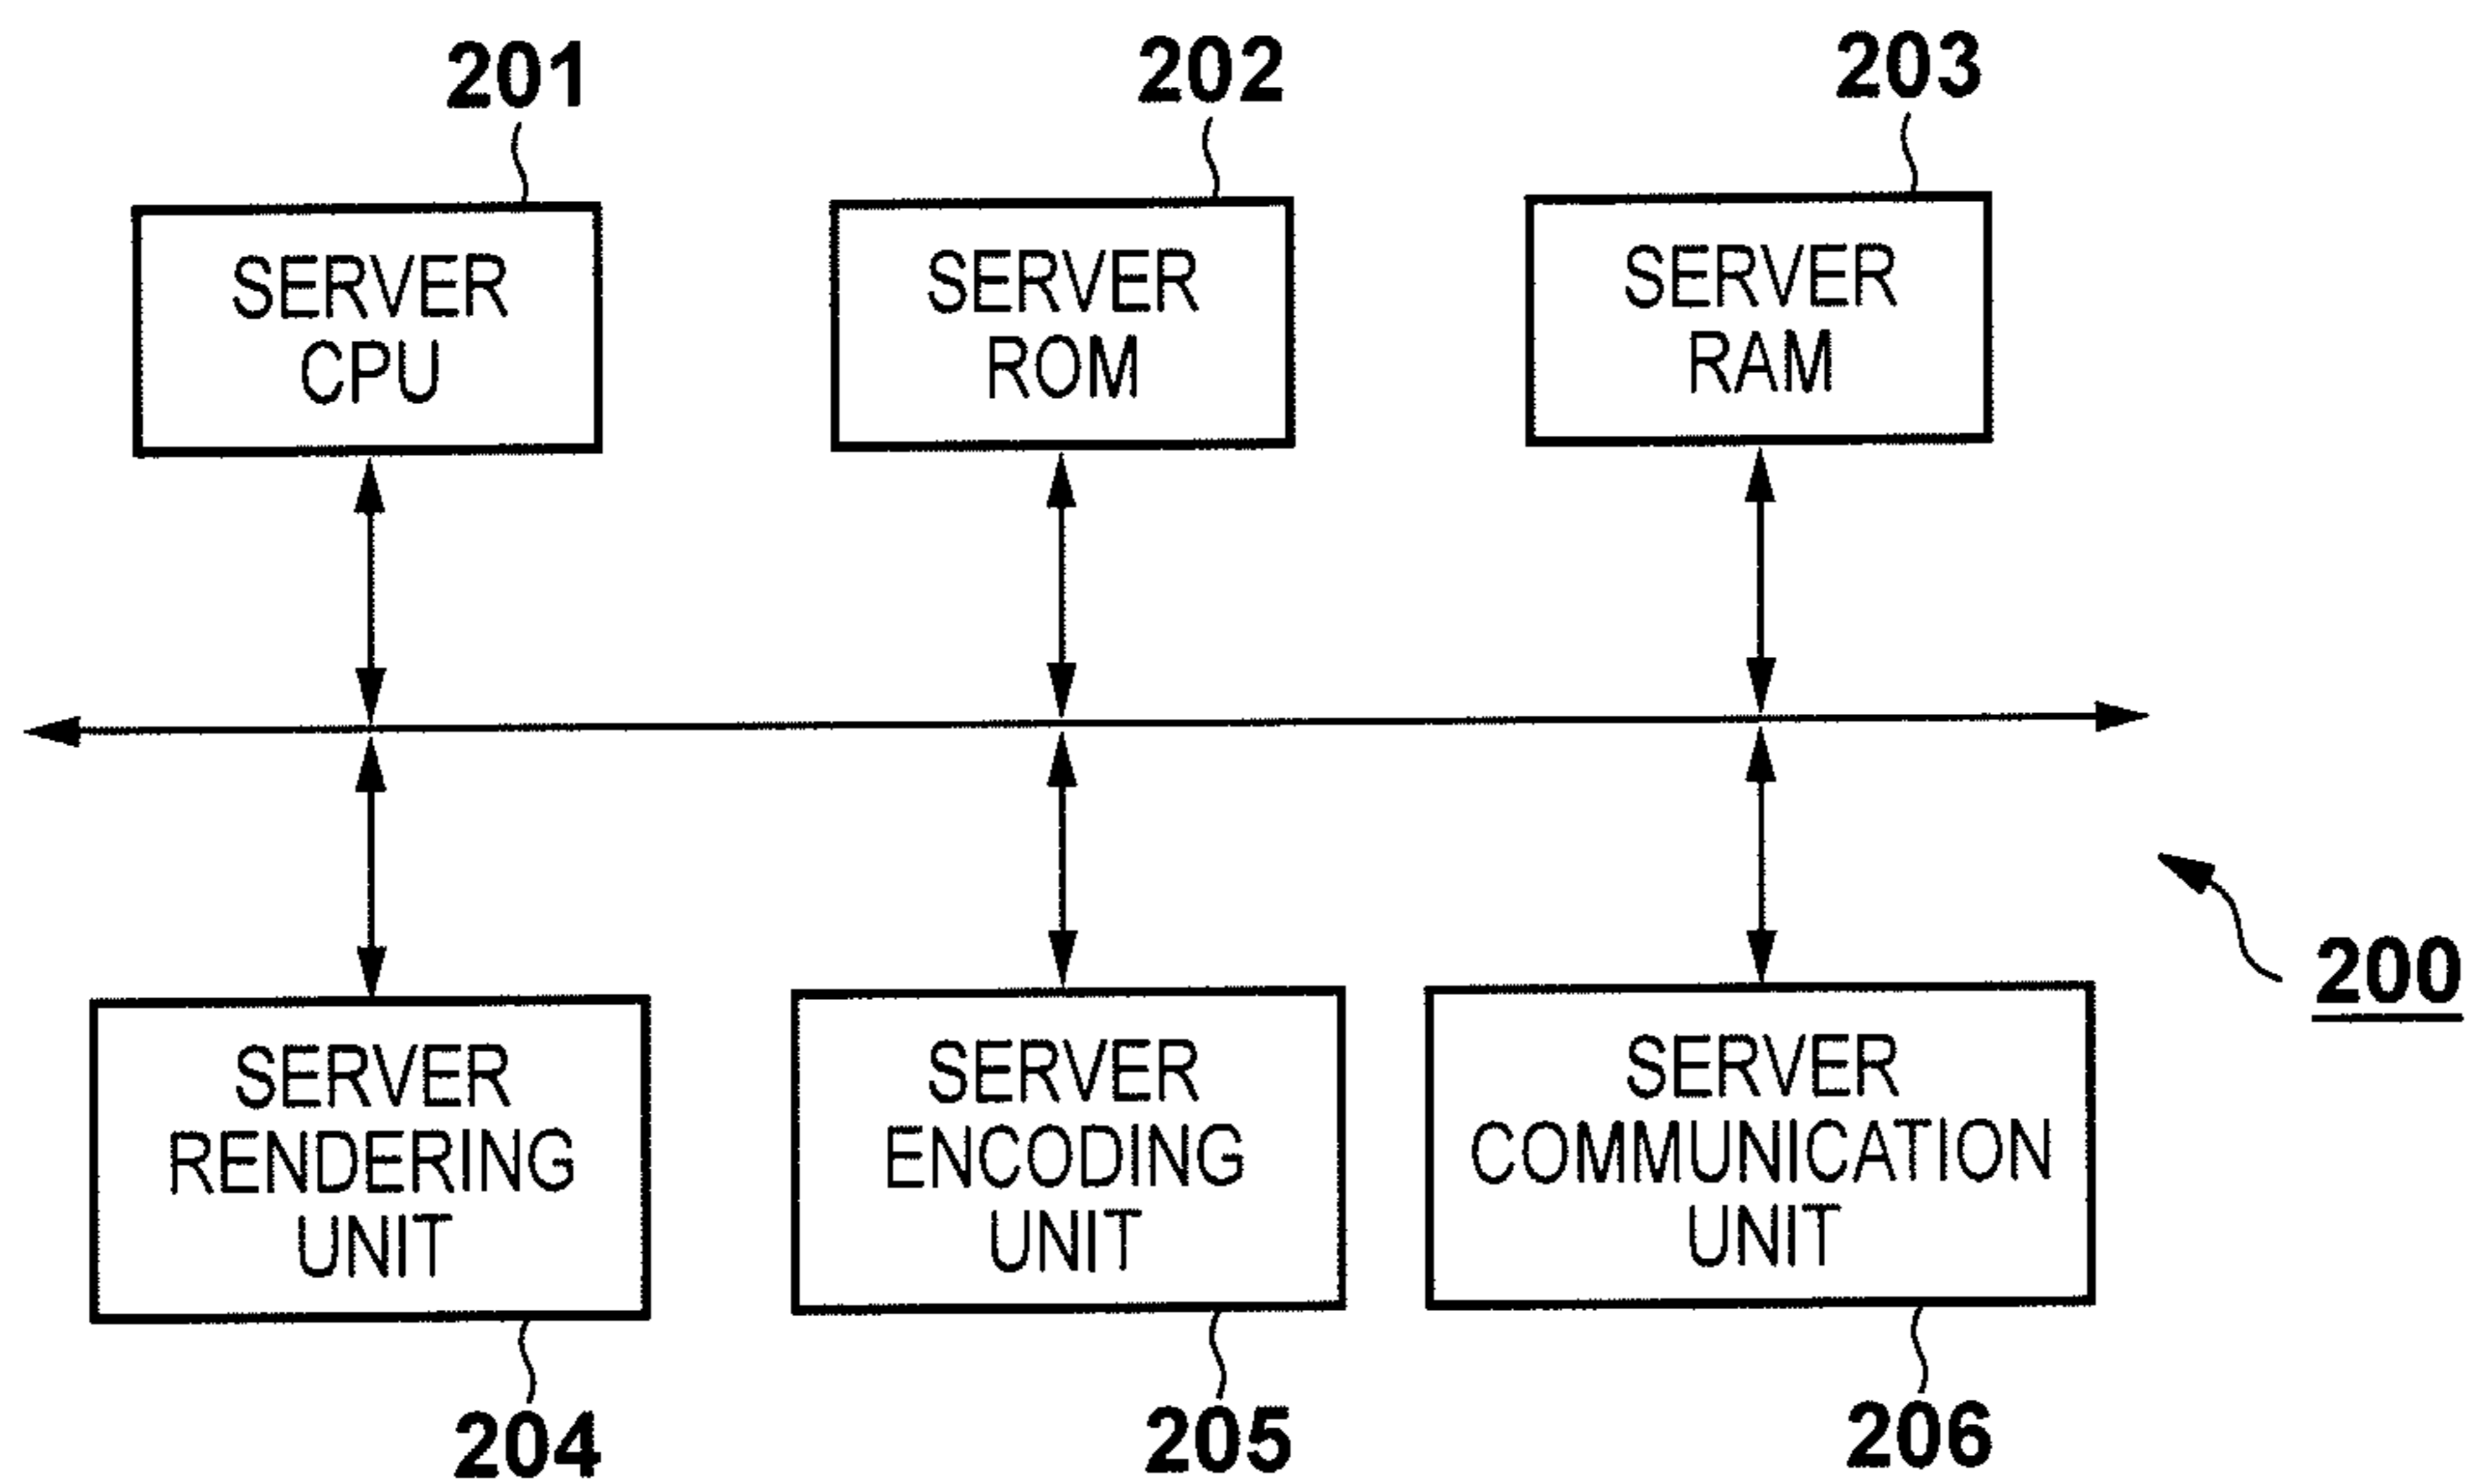 201
202
203
SERVER
CPU
SERVER
ROM
SERVER
RAM
200
SERVER
RENDERING
UNIT
SERVER
ENCODING
UNIT
SERVER
COMMUNICATION
UNIT
204
205
206